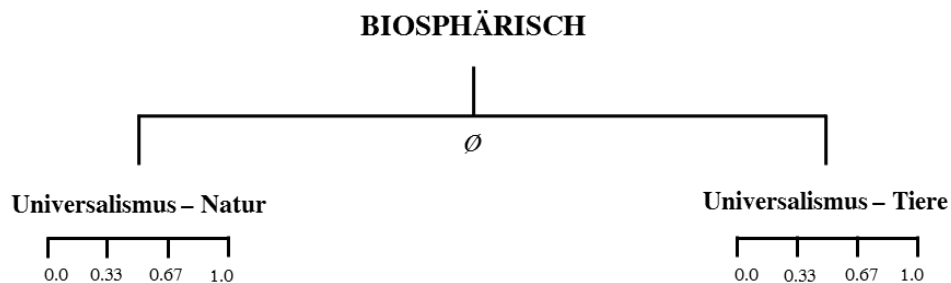 BIOSPHÄRISCH
Ø
Universalismus – Natur
0.0 0.33 0.67 1.0
Universalismus – Tiere
0.0 0.33 0.67 1.0